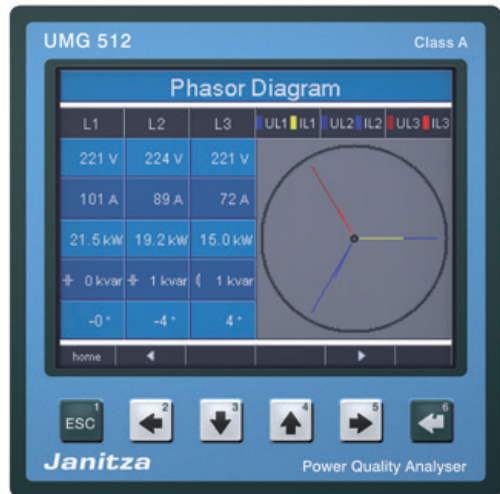 UMG 512 Class A
Phasor Diagram
L1 L2 L3 UL1 IL1 UL2 IL2 UL3 IL3
221 V 224 V 221 V
101 A 89 A 72 A
21.5 kW 19.2 kW 15.0 kW
0 kvar 1 kvar 1 kvar
-0 ° -4 ° 4 °
home
ESC 1 2 3 4 5 6
Janitza Power Quality Analyser